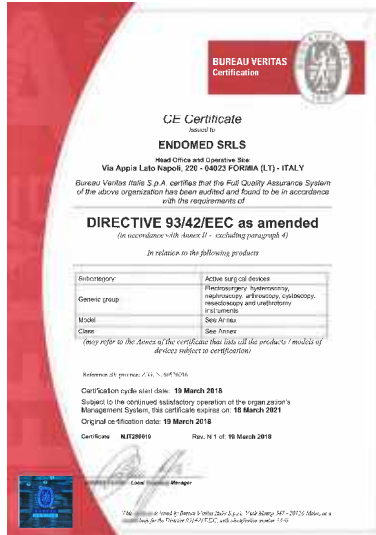 BUREAU VERITAS
Certification
CE Certificate
Issued to
ENDOMED SRLS
Head Office and Operative Site:
Via Appia Lato Napoli, 220 - 04023 FORMIA (LT) - ITALY
Bureau Veritas Italia S.p.A. certifies that the Full Quality Assurance System
of the above organization has been audited and found to be in accordance
with the requirements of
DIRECTIVE 93/42/EEC as amended
(in accordance with Annex II - excluding paragraph 4)
In relation to the following products
Subcategory Active surgical devices
Generic group Electrosurgery, hysteroscopy,
nephroscopy, arthroscopy, cystoscopy,
resectoscopy and urethrotomy
instruments
Model See Annex
Class See Annex
(may refer to the Annex of the certificate that lists all the products / models of
devices subject to certification)
Certification cycle start date: 19 March 2018
Subject to the continued satisfactory operation of the organization's
Management System, this certificate expires on: 18 March 2021
Original certification date: 19 March 2018
Certificate Rev. N 1 of: 19 March 2018
Local Manager